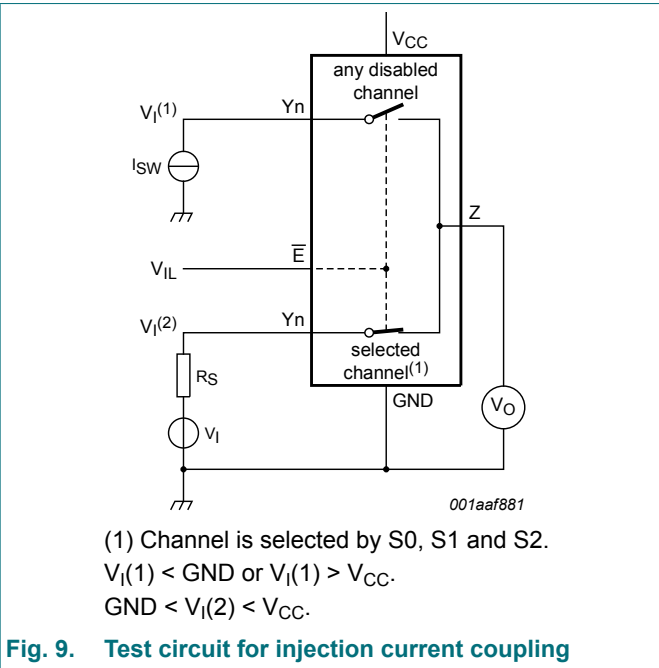 VCC
any disabled
channel
VI(1)
Yn
ISW
Z
E
VIL
VI(2)
Yn
selected
channel(1)
RS
GND
VO
VI
001aaf881
(1) Channel is selected by S0, S1 and S2.
VI(1) < GND or VI(1) > VCC.
GND < VI(2) < VCC.
Fig. 9. Test circuit for injection current coupling